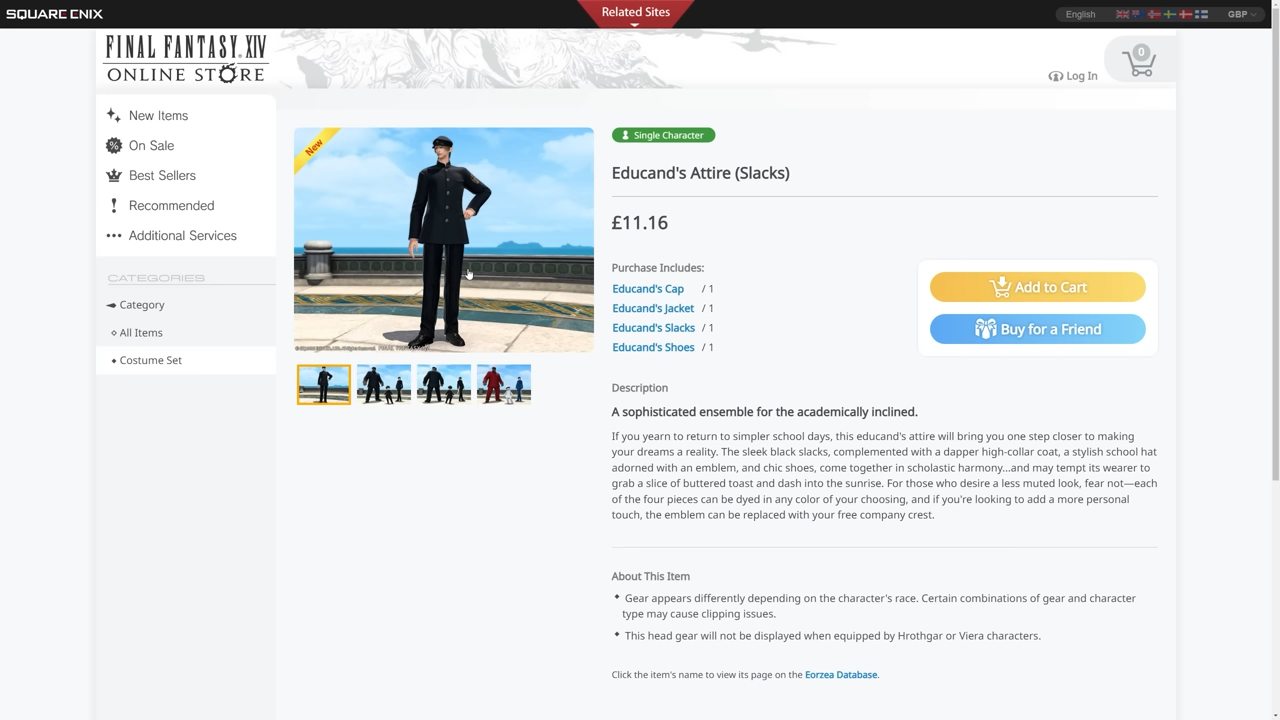 SQUARE ENIX
Related Sites
English
GBP
FINAL FANTASY XIV
ONLINE STORE
0
Log In
New Items
On Sale
Best Sellers
Recommended
Additional Services
CATEGORIES
Category
All Items
Costume Set
New
Single Character
Educand's Attire (Slacks)
£11.16
Purchase Includes:
Educand's Cap / 1
Educand's Jacket / 1
Educand's Slacks / 1
Educand's Shoes / 1
Add to Cart
Buy for a Friend
Description
A sophisticated ensemble for the academically inclined.
If you yearn to return to simpler school days, this educand's attire will bring you one step closer to making
your dreams a reality. The sleek black slacks, complemented with a dapper high-collar coat, a stylish school hat
adorned with an emblem, and chic shoes, come together in scholastic harmony...and may tempt its wearer to
grab a slice of buttered toast and dash into the sunrise. For those who desire a less muted look, fear not—each
of the four pieces can be dyed in any color of your choosing, and if you're looking to add a more personal
touch, the emblem can be replaced with your free company crest.
About This Item
Gear appears differently depending on the character's race. Certain combinations of gear and character
type may cause clipping issues.
This head gear will not be displayed when equipped by Hrothgar or Viera characters.
Click the item's name to view its page on the Eorzea Database.